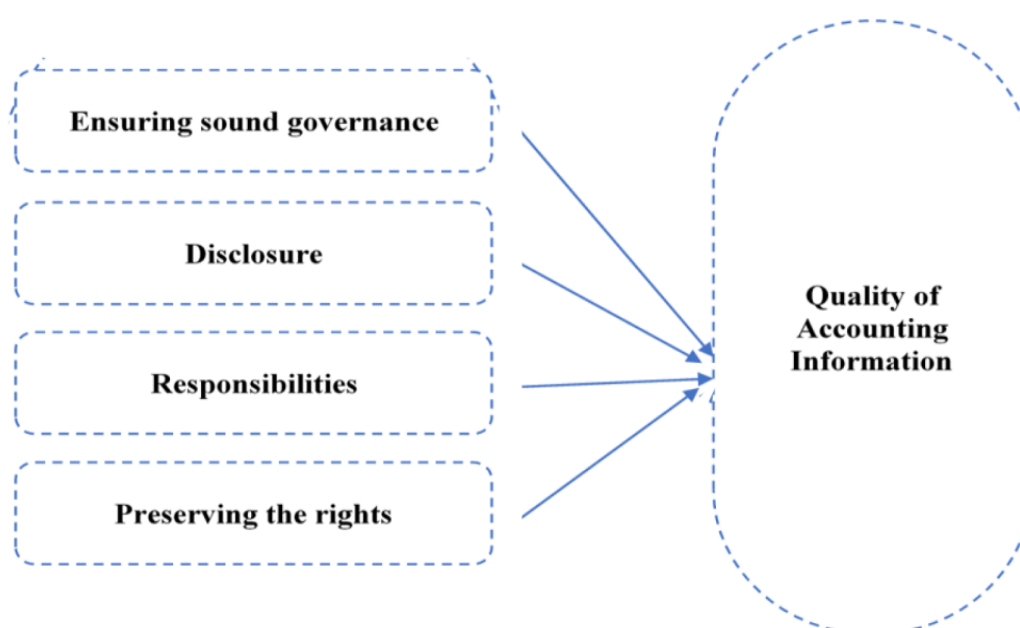 Ensuring sound governance
Disclosure
Responsibilities
Preserving the rights
Quality of
Accounting
Information